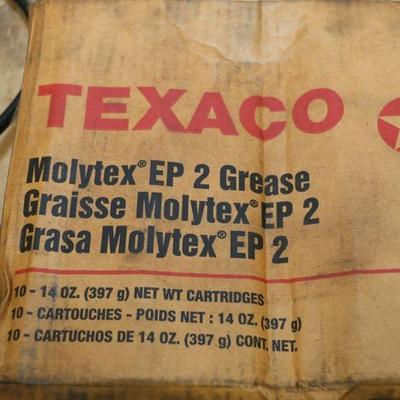 TEXACO
Molytex® EP 2 Grease
Graisse Molytex® EP 2
Grasa Molytex® EP 2
10 - 14 OZ. (397 g) NET WT CARTRIDGES
10 - CARTOUCHES - POIDS NET : 14 OZ. (397g)
10 - CARTUCHOS DE 14 OZ. (397 g) CONT. NET.